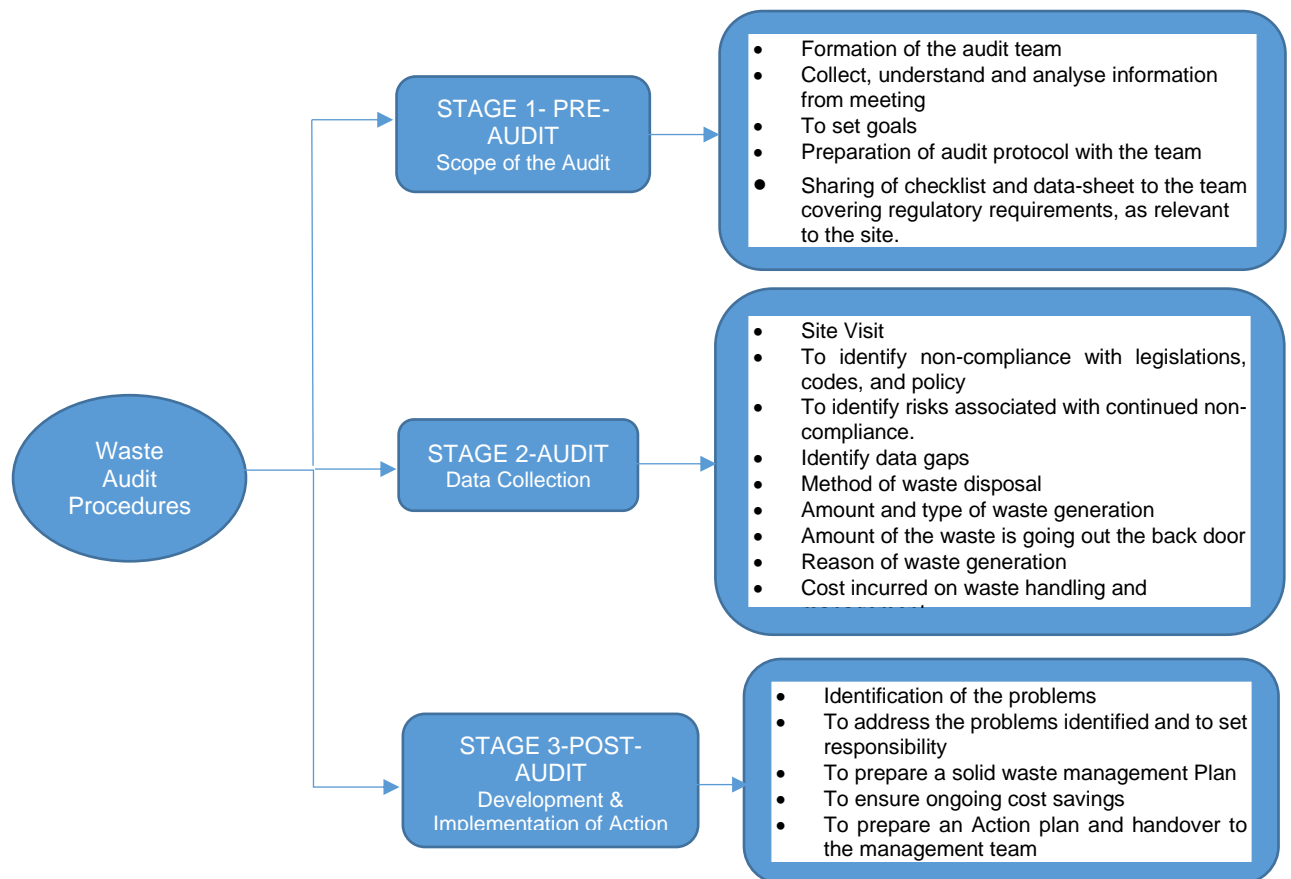 Waste
Audit
Procedures
STAGE 1- PRE-
AUDIT
Scope of the Audit
• Formation of the audit team
• Collect, understand and analyse information
from meeting
• To set goals
• Preparation of audit protocol with the team
• Sharing of checklist and data-sheet to the team
covering regulatory requirements, as relevant
to the site.
STAGE 2-AUDIT
Data Collection
• Site Visit
• To identify non-compliance with legislations,
codes, and policy
• To identify risks associated with continued non-
compliance.
• Identify data gaps
• Method of waste disposal
• Amount and type of waste generation
• Amount of the waste is going out the back door
• Reason of waste generation
• Cost incurred on waste handling and
STAGE 3-POST-
AUDIT
Development &
Implementation of Action
• Identification of the problems
• To address the problems identified and to set
responsibility
• To prepare a solid waste management Plan
• To ensure ongoing cost savings
• To prepare an Action plan and handover to
the management team